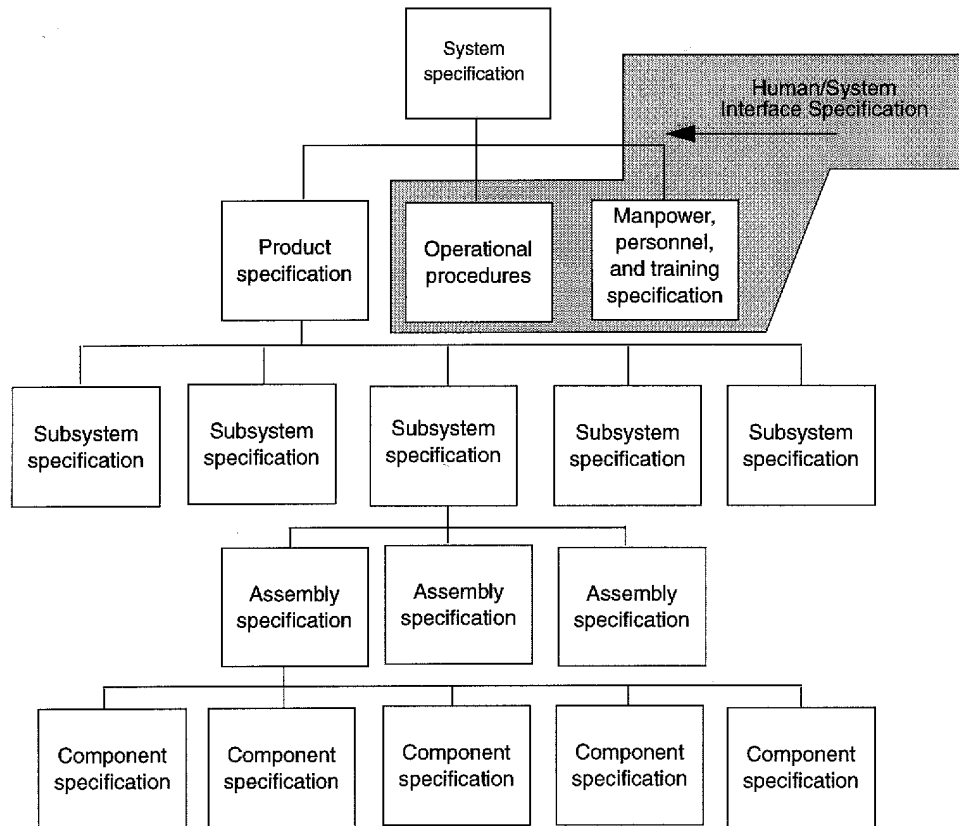 System
specification
Human/System
Interface Specification
Product
specification
Operational
procedures
Manpower,
personnel,
and training
specification
Subsystem
specification
Subsystem
specification
Subsystem
specification
Subsystem
specification
Subsystem
specification
Assembly
specification
Assembly
specification
Assembly
specification
Component
specification
Component
specification
Component
specification
Component
specification
Component
specification